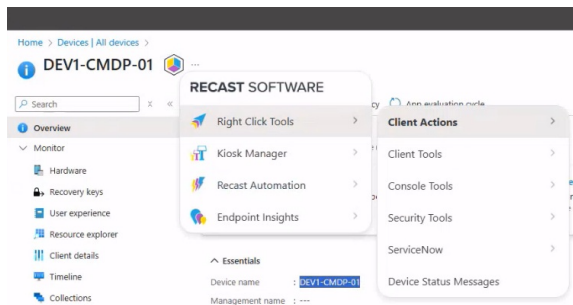 Home > Devices | All devices >
DEV1-CMDP-01 ...
RECAST SOFTWARE
Search
App evaluation cycle
Right Click Tools
Client Actions
Overview
Monitor
Kiosk Manager
Client Tools
Hardware
Recast Automation
Console Tools
Recovery keys
User experience
Endpoint Insights
Security Tools
Resource explorer
ServiceNow
Client details
Essentials
Timeline
Device name : DEV1-CMDP-01
Device Status Messages
Collections
Management name : ---